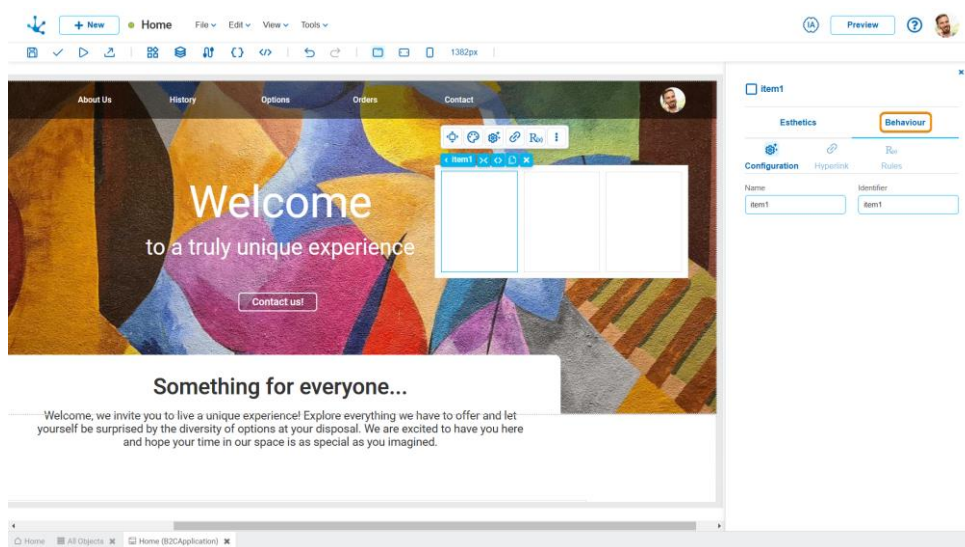 + New
Home
File
Edit
View
Tools
IA
Preview
?
1382px
About Us
History
Options
Orders
Contact
R(x)
item1
Welcome
to a truly unique experience
Contact us!
Something for everyone...
Welcome, we invite you to live a unique experience! Explore everything we have to offer and let
yourself be surprised by the diversity of options at your disposal. We are excited to have you here
and hope your time in our space is as special as you imagined.
item1
Esthetics
Behaviour
R(x)
Configuration
Hyperlink
Rules
Name
Identifier
item1
item1
Home
All Objects
Home (B2CApplication)